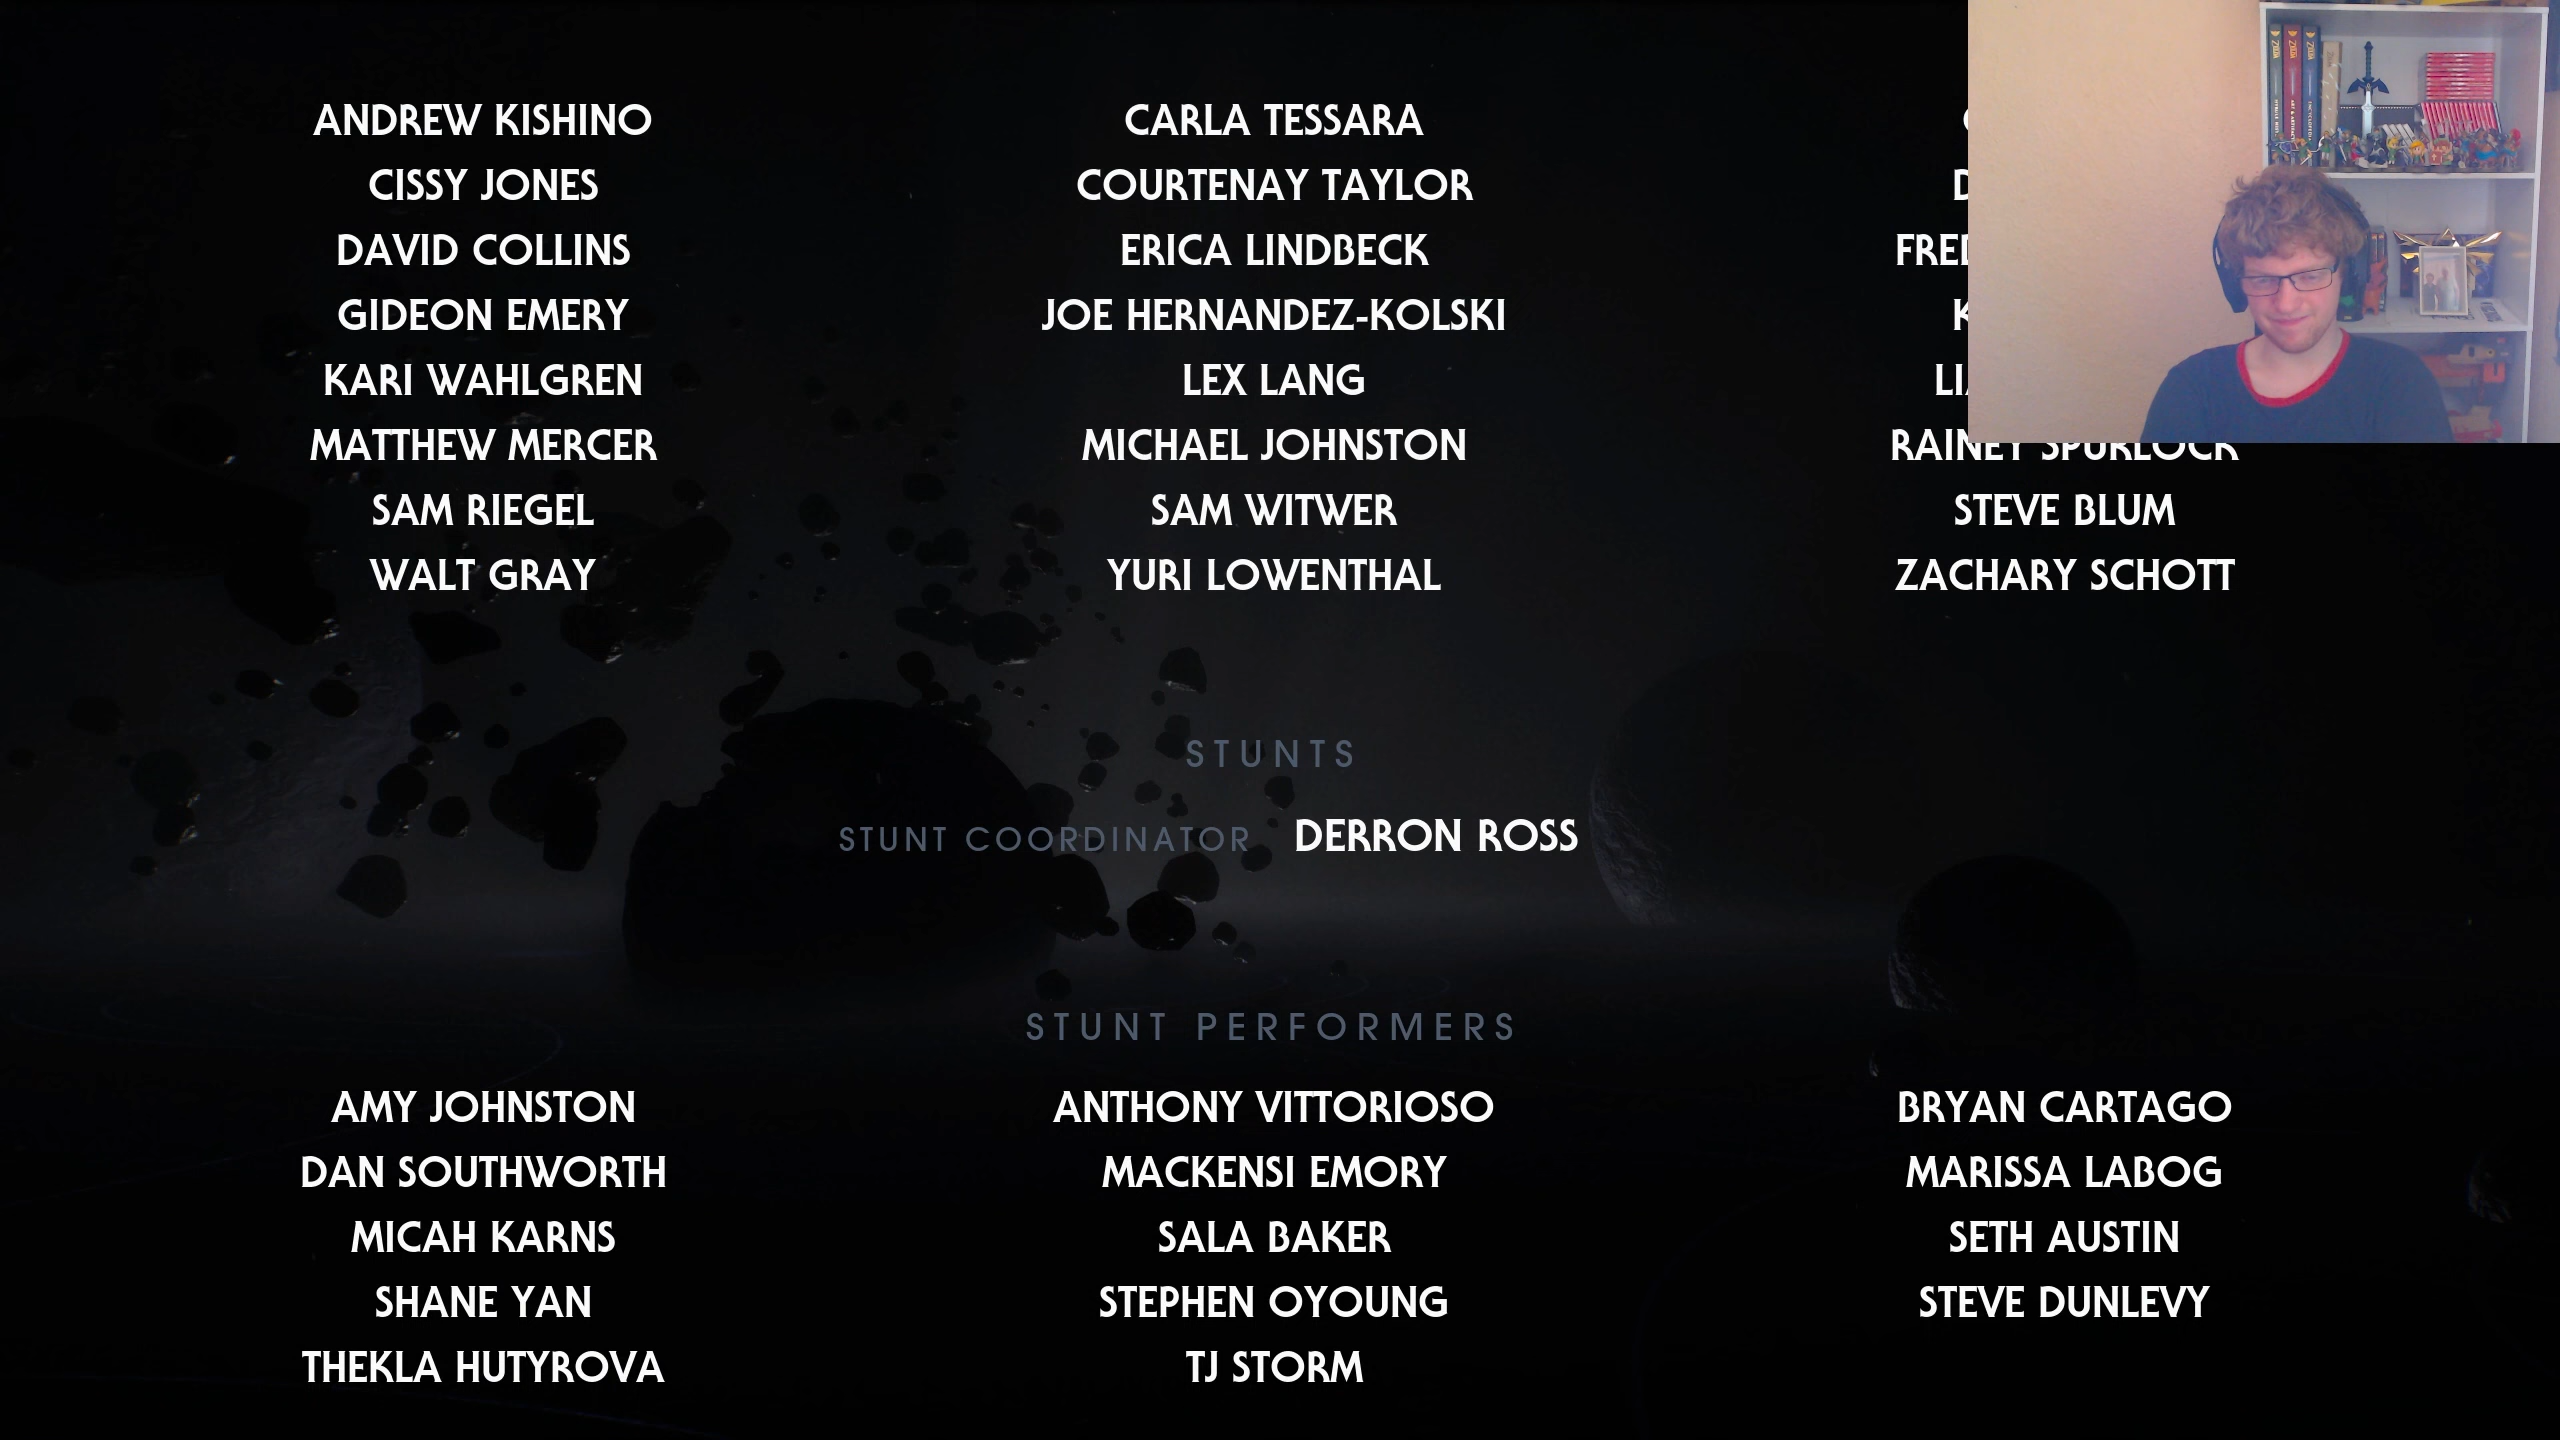 ANDREW KISHINO CARLA TESSARA
CISSY JONES COURTENAY TAYLOR
DAVID COLLINS ERICA LINDBECK
GIDEON EMERY JOE HERNANDEZ-KOLSKI
KARI WAHLGREN LEX LANG
MATTHEW MERCER MICHAEL JOHNSTON RAINEY SPURLOCK
SAM RIEGEL SAM WITWER STEVE BLUM
WALT GRAY YURI LOWENTHAL ZACHARY SCHOTT
STUNTS
STUNT COORDINATOR DERRON ROSS
STUNT PERFORMERS
AMY JOHNSTON ANTHONY VITTORIOSO BRYAN CARTAGO
DAN SOUTHWORTH MACKENSI EMORY MARISSA LABOG
MICAH KARNS SALA BAKER SETH AUSTIN
SHANE YAN STEPHEN OYOUNG STEVE DUNLEVY
THEKLA HUTYROVA TJ STORM